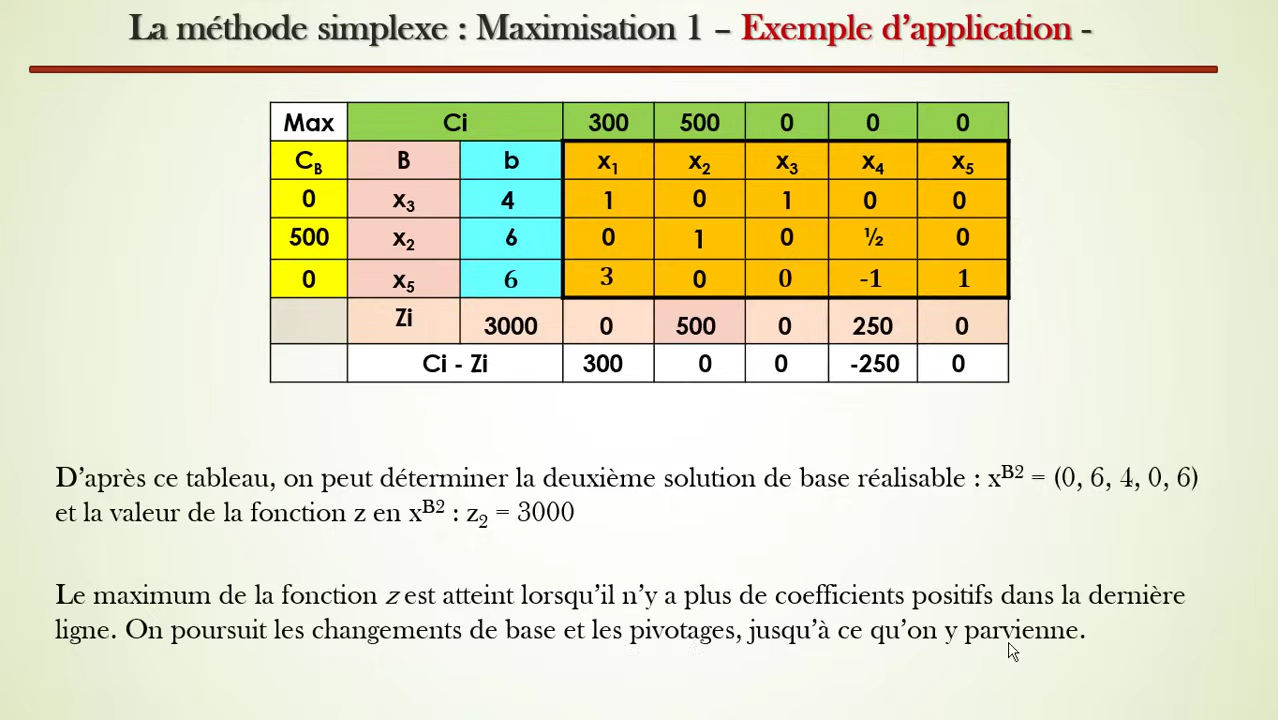 La méthode simplexe : Maximisation 1 – Exemple d’application -
Max Ci 300 500 0 0 0
C_B B b x₁ x₂ x₃ x₄ x₅
0 x₃ 4 1 0 1 0 0
500 x₂ 6 0 1 0 ½ 0
0 x₅ 6 3 0 0 -1 1
Zi 3000 0 500 0 250 0
Ci - Zi 300 0 0 -250 0
D’après ce tableau, on peut déterminer la deuxième solution de base réalisable : x^B2 = (0, 6, 4, 0, 6)
et la valeur de la fonction z en x^B2 : z₂ = 3000
Le maximum de la fonction z est atteint lorsqu’il n’y a plus de coefficients positifs dans la dernière
ligne. On poursuit les changements de base et les pivotages, jusqu’à ce qu’on y parvienne.